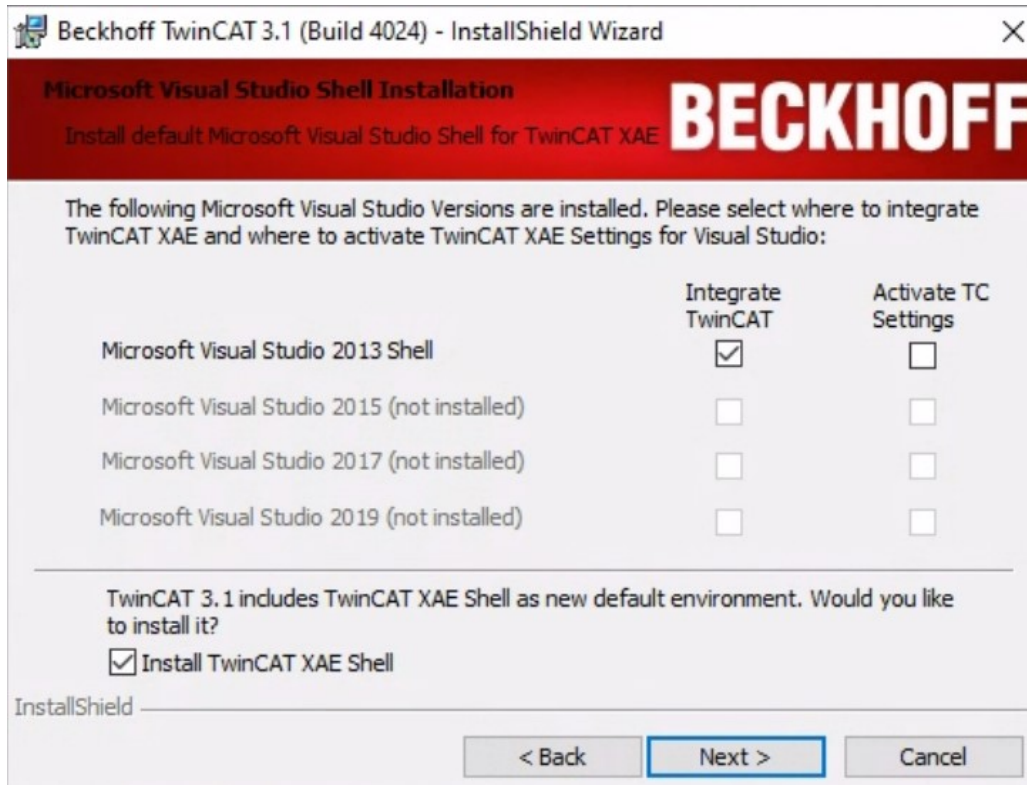 Beckhoff TwinCAT 3.1 (Build 4024) - InstallShield Wizard
Microsoft Visual Studio Shell Installation
Install default Microsoft Visual Studio Shell for TwinCAT XAE
BECKHOFF
The following Microsoft Visual Studio Versions are installed. Please select where to integrate
TwinCAT XAE and where to activate TwinCAT XAE Settings for Visual Studio:
Integrate
TwinCAT
Activate TC
Settings
Microsoft Visual Studio 2013 Shell
Microsoft Visual Studio 2015 (not installed)
Microsoft Visual Studio 2017 (not installed)
Microsoft Visual Studio 2019 (not installed)
TwinCAT 3.1 includes TwinCAT XAE Shell as new default environment. Would you like
to install it?
Install TwinCAT XAE Shell
InstallShield
< Back
Next >
Cancel